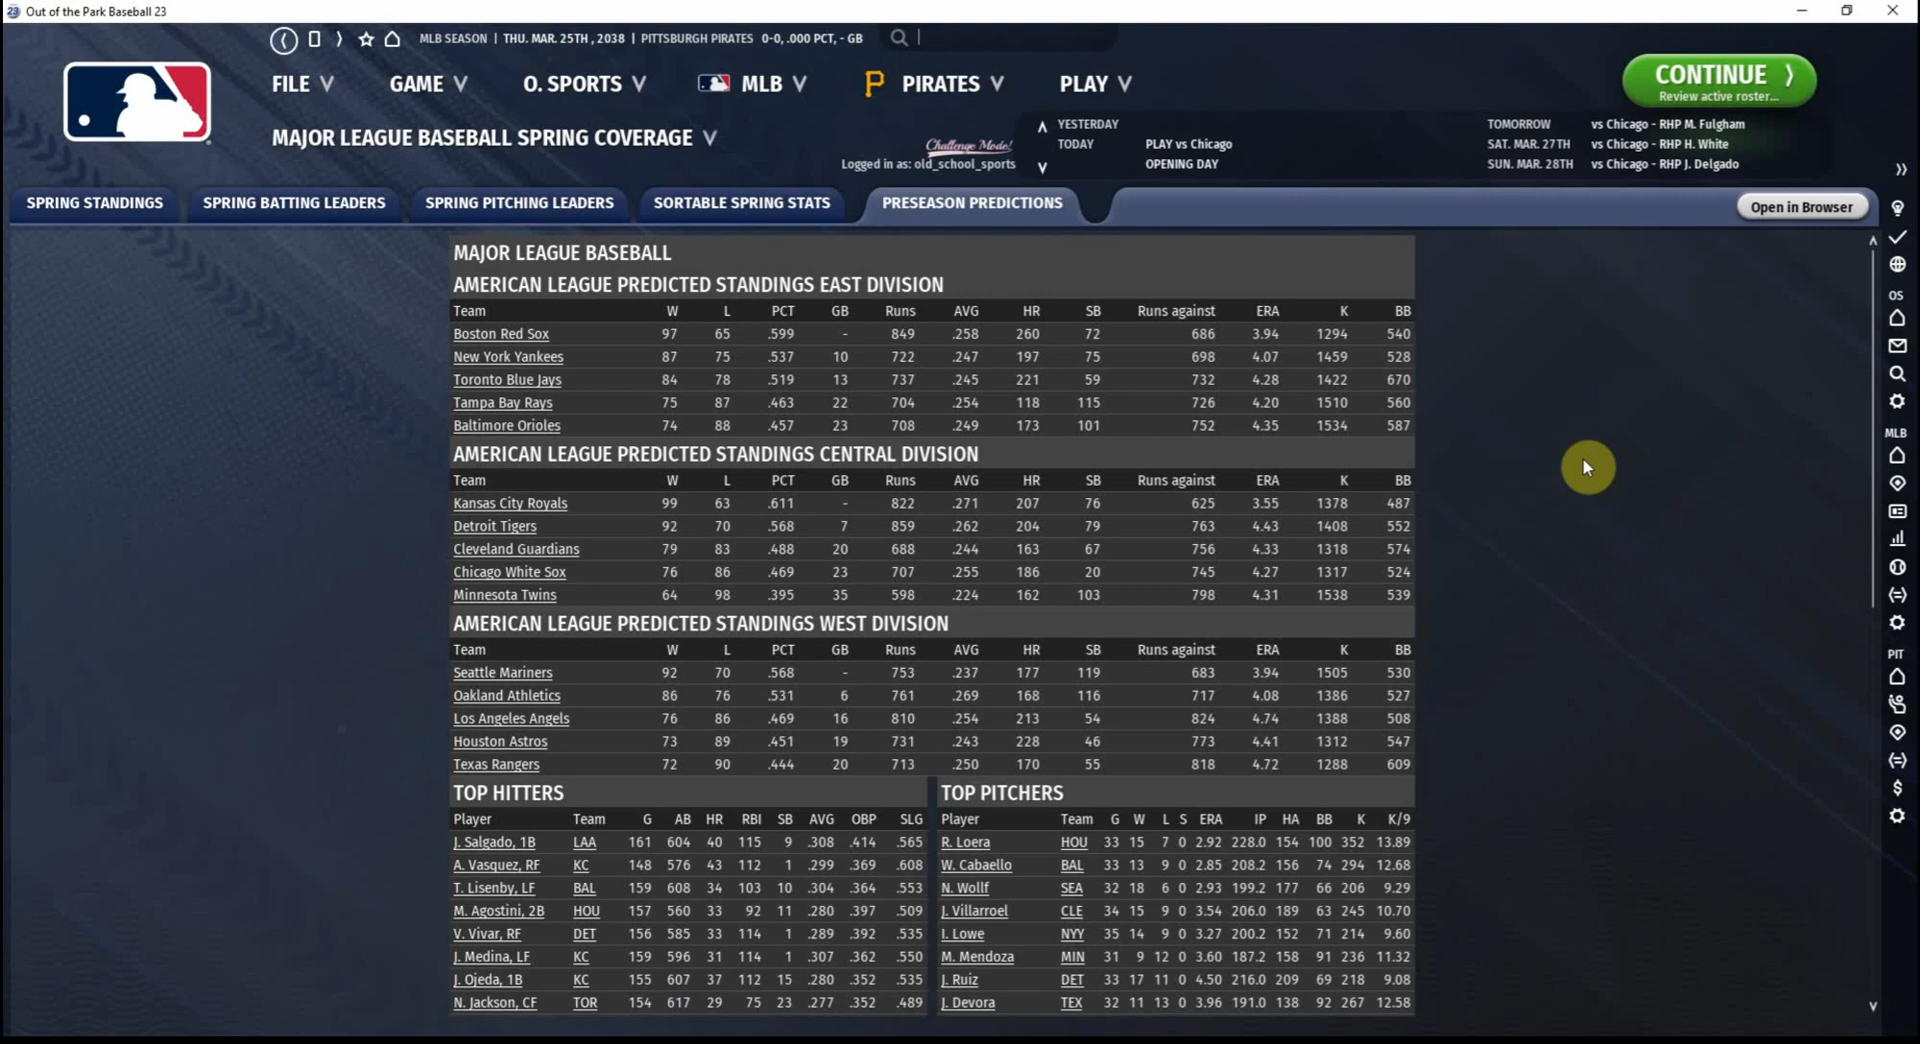 Out of the Park Baseball 23
MLB SEASON | THU. MAR. 25TH, 2038 | PITTSBURGH PIRATES 0-0, .000 PCT, - GB
FILE GAME O. SPORTS MLB PIRATES PLAY
CONTINUE
Review active roster...
MAJOR LEAGUE BASEBALL SPRING COVERAGE
Challenge Mode!
Logged in as: old_school_sports
YESTERDAY
TODAY PLAY vs Chicago
OPENING DAY
TOMORROW vs Chicago - RHP M. Fulgham
SAT. MAR. 27TH vs Chicago - RHP H. White
SUN. MAR. 28TH vs Chicago - RHP J. Delgado
SPRING STANDINGS SPRING BATTING LEADERS SPRING PITCHING LEADERS SORTABLE SPRING STATS PRESEASON PREDICTIONS Open in Browser
MAJOR LEAGUE BASEBALL
AMERICAN LEAGUE PREDICTED STANDINGS EAST DIVISION
Team W L PCT GB Runs AVG HR SB Runs against ERA K BB
Boston Red Sox 97 65 .599 - 849 .258 260 72 686 3.94 1294 540
New York Yankees 87 75 .537 10 722 .247 197 75 698 4.07 1459 528
Toronto Blue Jays 84 78 .519 13 737 .245 221 59 732 4.28 1422 670
Tampa Bay Rays 75 87 .463 22 704 .254 118 115 726 4.20 1510 560
Baltimore Orioles 74 88 .457 23 708 .249 173 101 752 4.35 1534 587
AMERICAN LEAGUE PREDICTED STANDINGS CENTRAL DIVISION
Team W L PCT GB Runs AVG HR SB Runs against ERA K BB
Kansas City Royals 99 63 .611 - 822 .271 207 76 625 3.55 1378 487
Detroit Tigers 92 70 .568 7 859 .262 204 79 763 4.43 1408 552
Cleveland Guardians 79 83 .488 20 688 .244 163 67 756 4.33 1318 574
Chicago White Sox 76 86 .469 23 707 .255 186 20 745 4.27 1317 524
Minnesota Twins 64 98 .395 35 598 .224 162 103 798 4.31 1538 539
AMERICAN LEAGUE PREDICTED STANDINGS WEST DIVISION
Team W L PCT GB Runs AVG HR SB Runs against ERA K BB
Seattle Mariners 92 70 .568 - 753 .237 177 119 683 3.94 1505 530
Oakland Athletics 86 76 .531 6 761 .269 168 116 717 4.08 1386 527
Los Angeles Angels 76 86 .469 16 810 .254 213 54 824 4.74 1388 508
Houston Astros 73 89 .451 19 731 .243 228 46 773 4.41 1312 547
Texas Rangers 72 90 .444 20 713 .250 170 55 818 4.72 1288 609
TOP HITTERS
Player Team G AB HR RBI SB AVG OBP SLG
J. Salgado, 1B LAA 161 604 40 115 9 .308 .414 .565
A. Vasquez, RF KC 148 576 43 112 1 .299 .369 .608
T. Lisenby, LF BAL 159 608 34 103 10 .304 .364 .553
M. Agostini, 2B HOU 157 560 33 92 11 .280 .397 .509
V. Vivar, RF DET 156 585 33 114 1 .289 .392 .535
J. Medina, LF KC 159 596 31 114 1 .307 .362 .550
J. Ojeda, 1B KC 155 607 37 112 15 .280 .352 .535
N. Jackson, CF TOR 154 617 29 75 23 .277 .352 .489
TOP PITCHERS
Player Team G W L S ERA IP HA BB K K/9
R. Loera HOU 33 15 7 0 2.92 228.0 154 100 352 13.89
W. Cabaello BAL 33 13 9 0 2.85 208.2 156 74 294 12.68
N. Wollf SEA 32 18 6 0 2.93 199.2 177 66 206 9.29
J. Villarroel CLE 34 15 9 0 3.54 206.0 189 63 245 10.70
I. Lowe NYY 35 14 9 0 3.27 200.2 152 71 214 9.60
M. Mendoza MIN 31 9 12 0 3.60 187.2 158 91 236 11.32
J. Ruiz DET 33 17 11 0 4.50 216.0 209 69 218 9.08
J. Devora TEX 32 11 13 0 3.96 191.0 138 92 267 12.58
OS
MLB
PIT